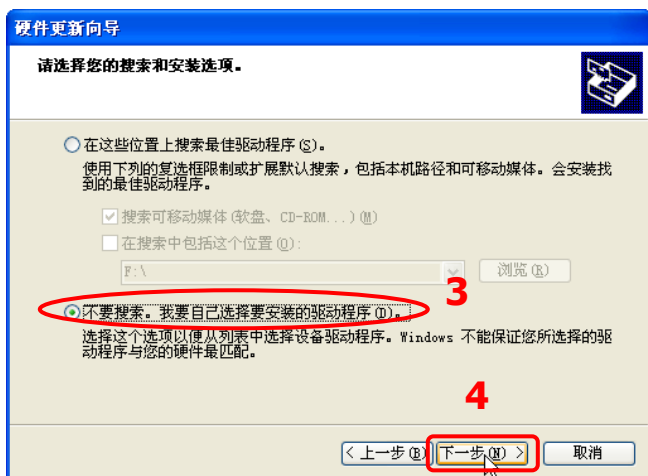 硬件更新向导
请选择您的搜索和安装选项。
在这些位置上搜索最佳驱动程序(S)。
使用下列的复选框限制或扩展默认搜索，包括本机路径和可移动媒体。会安装找
到的最佳驱动程序。
搜索可移动媒体(软盘、CD-ROM...)(M)
在搜索中包括这个位置(O):
F:\
浏览(R)
3
不要搜索。我要自己选择要安装的驱动程序(D)。
选择这个选项以便从列表中选择设备驱动程序。Windows 不能保证您所选择的驱
动程序与您的硬件最匹配。
4
< 上一步(B)
下一步(N) >
取消